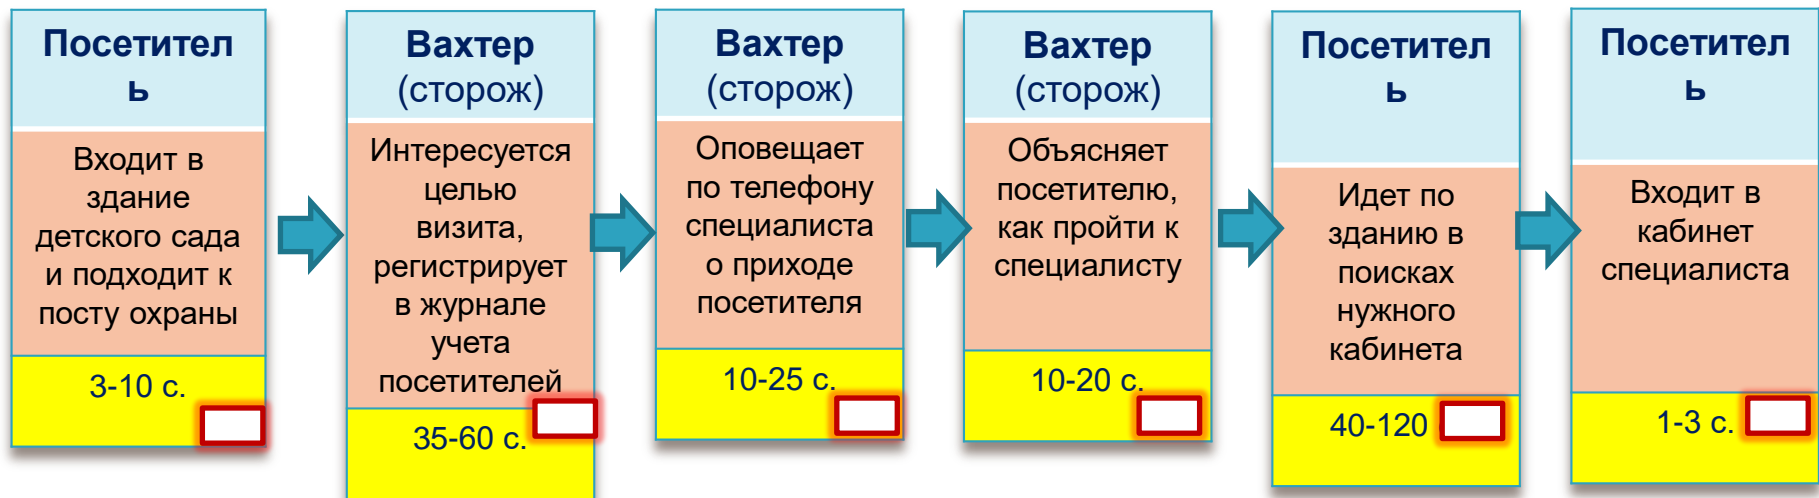 Посетител
ь
Входит в
здание
детского сада
и подходит к
посту охраны
3-10 с.
Вахтер
(сторож)
Интересуется
целью
визита,
регистрирует
в журнале
учета
посетителей
35-60 с.
Вахтер
(сторож)
Оповещает
по телефону
специалиста
о приходе
посетителя
10-25 с.
Вахтер
(сторож)
Объясняет
посетителю,
как пройти к
специалисту
10-20 с.
Посетител
ь
Идет по
зданию в
поисках
нужного
кабинета
40-120
Посетител
ь
Входит в
кабинет
специалиста
1-3 с.